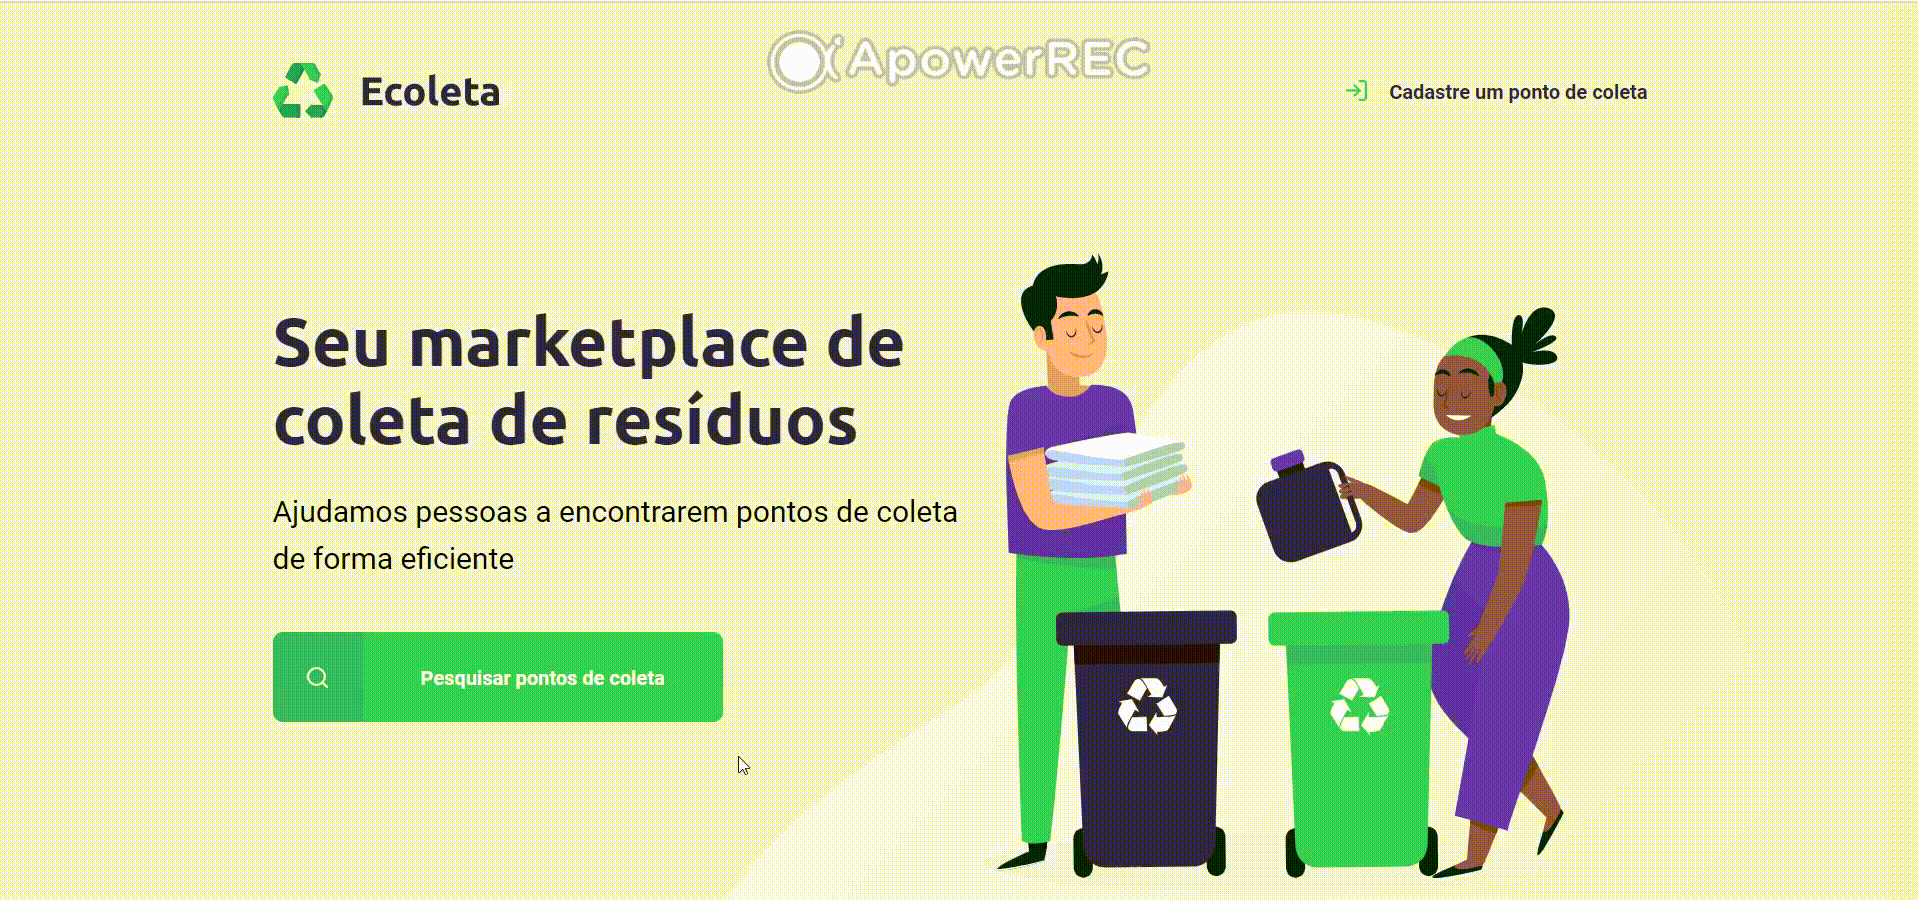 ApowerREC
Ecoleta
Cadastre um ponto de coleta
Seu marketplace de
coleta de resíduos
Ajudamos pessoas a encontrarem pontos de coleta
de forma eficiente
Pesquisar pontos de coleta